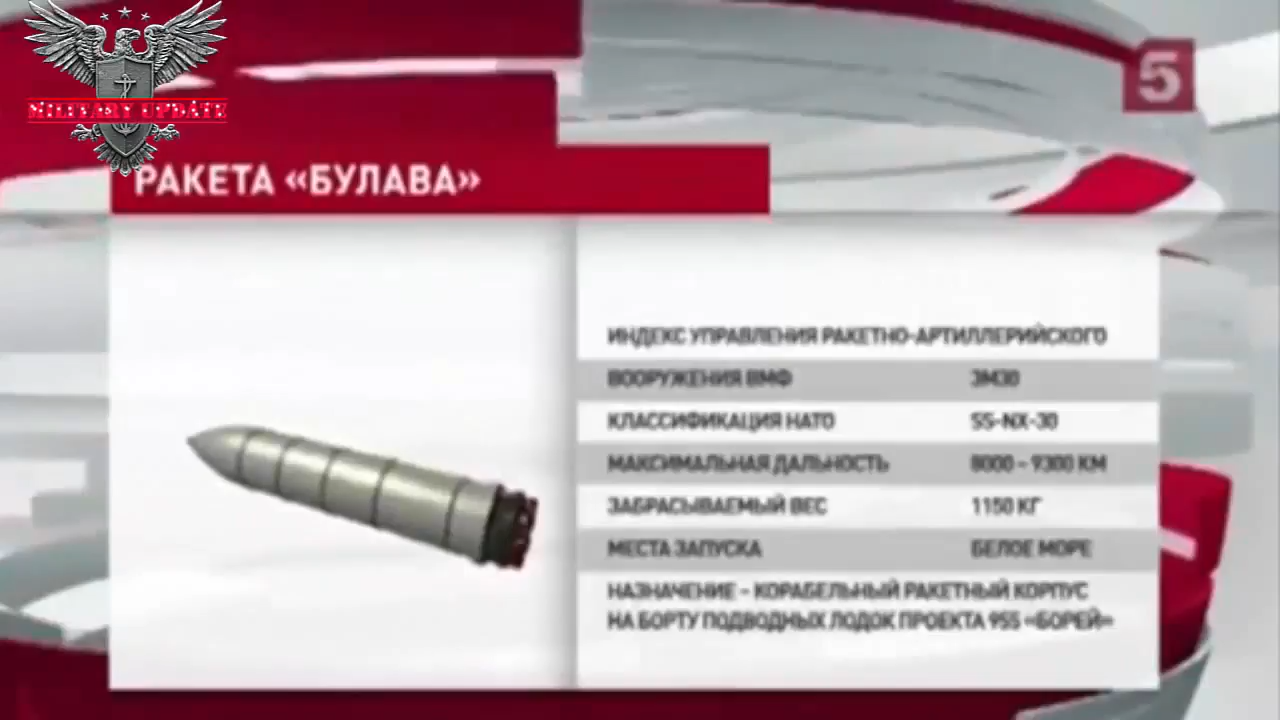 MILITARY UPDATE
5
РАКЕТА «БУЛАВА»
ИНДЕКС УПРАВЛЕНИЯ РАКЕТНО-АРТИЛЛЕРИЙСКОГО
ВООРУЖЕНИЯ ВМФ 3М30
КЛАССИФИКАЦИЯ НАТО SS-NX-30
МАКСИМАЛЬНАЯ ДАЛЬНОСТЬ 8000 – 9300 КМ
ЗАБРАСЫВАЕМЫЙ ВЕС 1150 КГ
МЕСТА ЗАПУСКА БЕЛОЕ МОРЕ
НАЗНАЧЕНИЕ – КОРАБЕЛЬНЫЙ РАКЕТНЫЙ КОРПУС
НА БОРТУ ПОДВОДНЫХ ЛОДОК ПРОЕКТА 955 «БОРЕЙ»